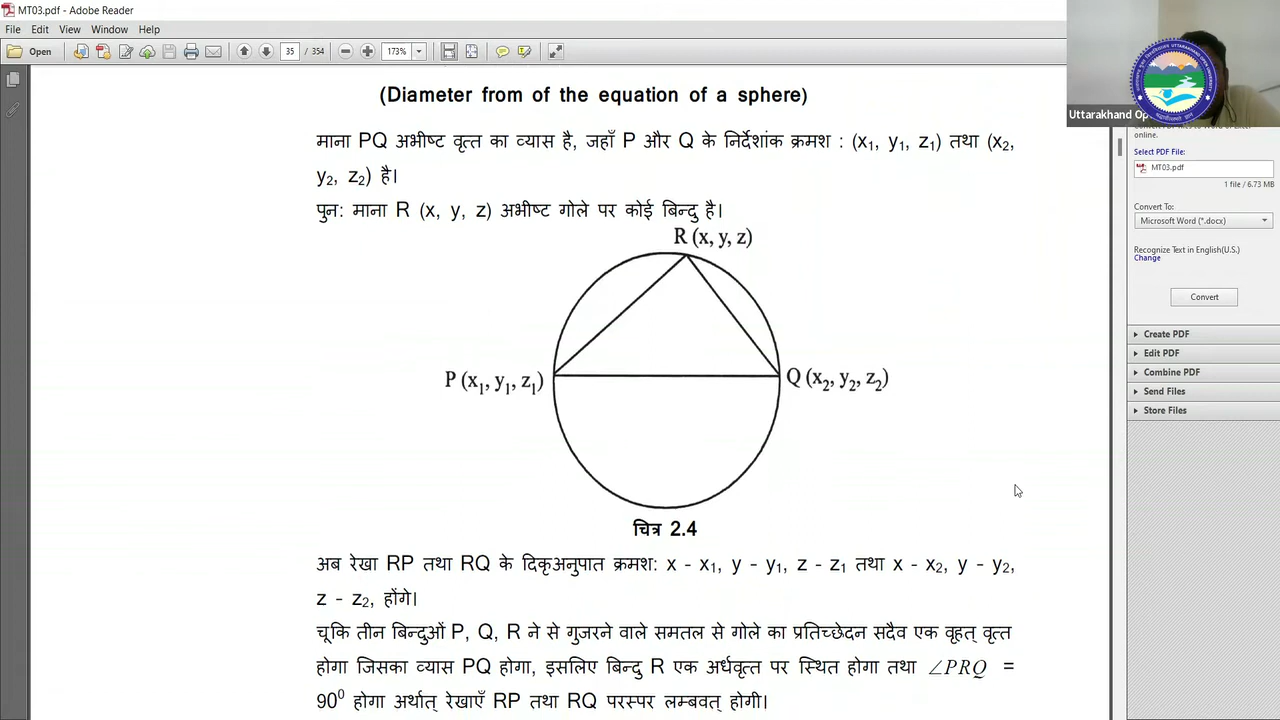 MT03.pdf - Adobe Reader
File Edit View Window Help
Open 35 / 354 173%
(Diameter from of the equation of a sphere)
माना PQ अभीष्ट वृत्त का व्यास है, जहाँ P और Q के निर्देशांक क्रमश : (x₁, y₁, z₁) तथा (x₂,
y₂, z₂) है।
पुन: माना R (x, y, z) अभीष्ट गोले पर कोई बिन्दु है।
R (x, y, z)
P (x₁, y₁, z₁)
Q (x₂, y₂, z₂)
चित्र 2.4
अब रेखा RP तथा RQ के दिकृअनुपात क्रमश: x - x₁, y - y₁, z - z₁ तथा x - x₂, y - y₂,
z - z₂, होंगे।
चूकि तीन बिन्दुओं P, Q, R ने से गुजरने वाले समतल से गोले का प्रतिच्छेदन सदैव एक वृहत् वृत्त
होगा जिसका व्यास PQ होगा, इसलिए बिन्दु R एक अर्धवृत्त पर स्थित होगा तथा ∠PRQ =
90⁰ होगा अर्थात् रेखाएँ RP तथा RQ परस्पर लम्बवत् होगी।
Uttarakhand Op
online.
Select PDF File:
MT03.pdf
1 file / 6.73 MB
Convert To:
Microsoft Word (*.docx)
Recognize Text in English(U.S.)
Change
Convert
Create PDF
Edit PDF
Combine PDF
Send Files
Store Files